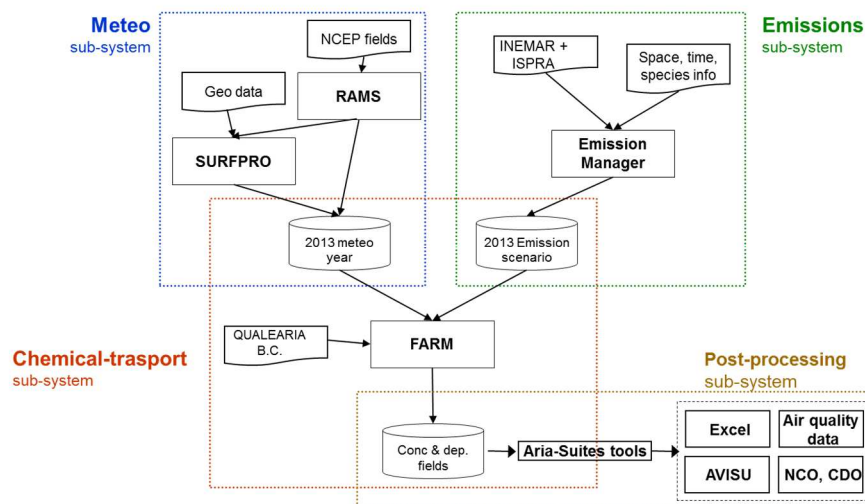 Meteo
sub-system
Emissions
sub-system
NCEP fields
INEMAR +
ISPRA
Space, time,
species info
Geo data
RAMS
SURFPRO
Emission
Manager
2013 meteo
year
2013 Emission
scenario
QUALEARIA
B.C.
FARM
Chemical-trasport
sub-system
Post-processing
sub-system
Conc & dep.
fields
Aria-Suites tools
Excel
Air quality
data
AVISU
NCO, CDO